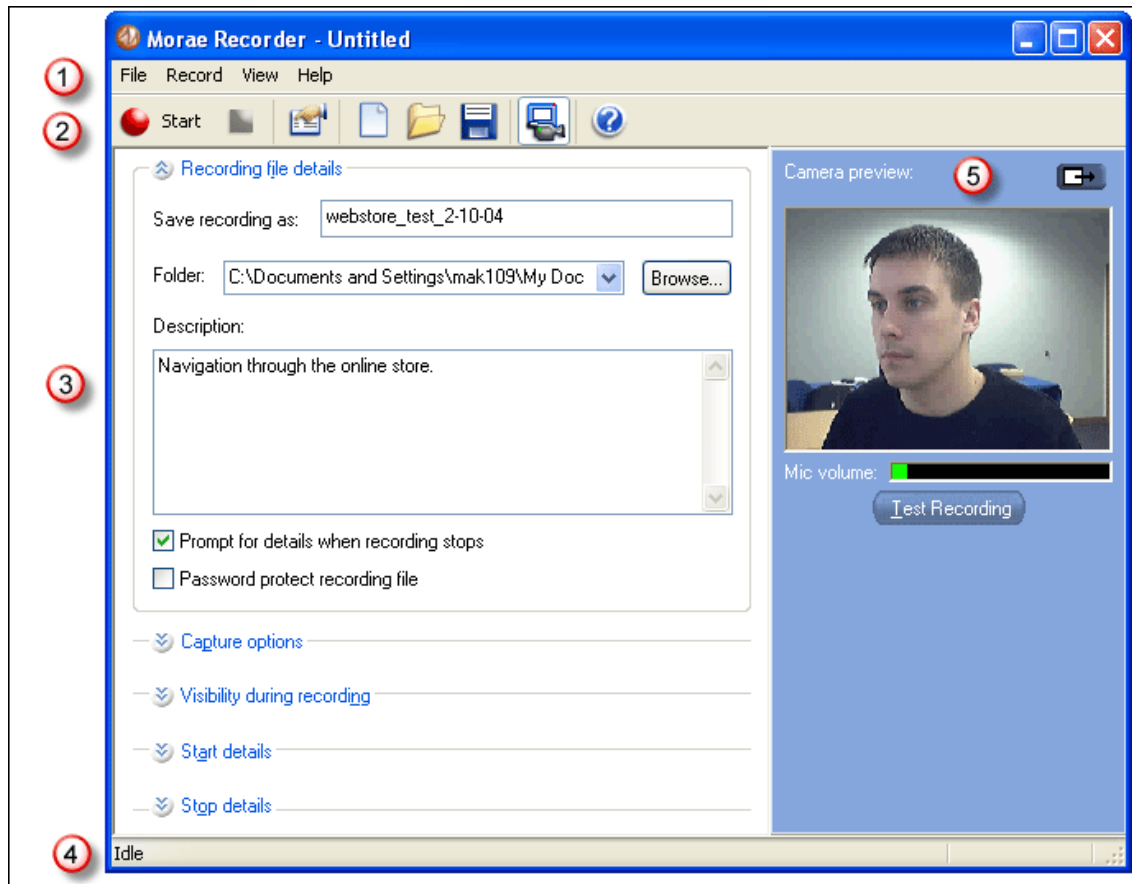 Morae Recorder - Untitled
1
File Record View Help
2
Start
Recording file details
Save recording as: webstore_test_2-10-04
Folder: C:\Documents and Settings\mak109\My Doc Browse...
Description:
3
Navigation through the online store.
Prompt for details when recording stops
Password protect recording file
Capture options
Visibility during recording
Start details
Stop details
Camera preview: 5
Mic volume:
Test Recording
4
Idle